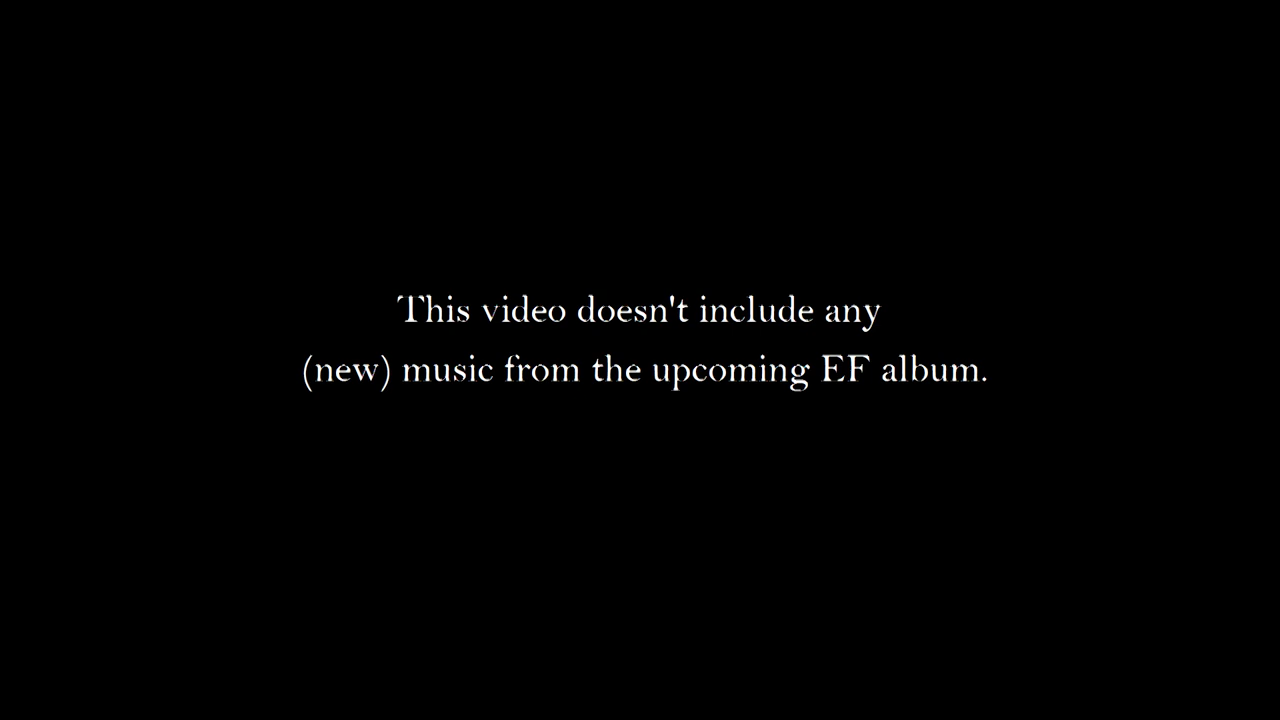 This video doesn't include any
(new) music from the upcoming EF album.